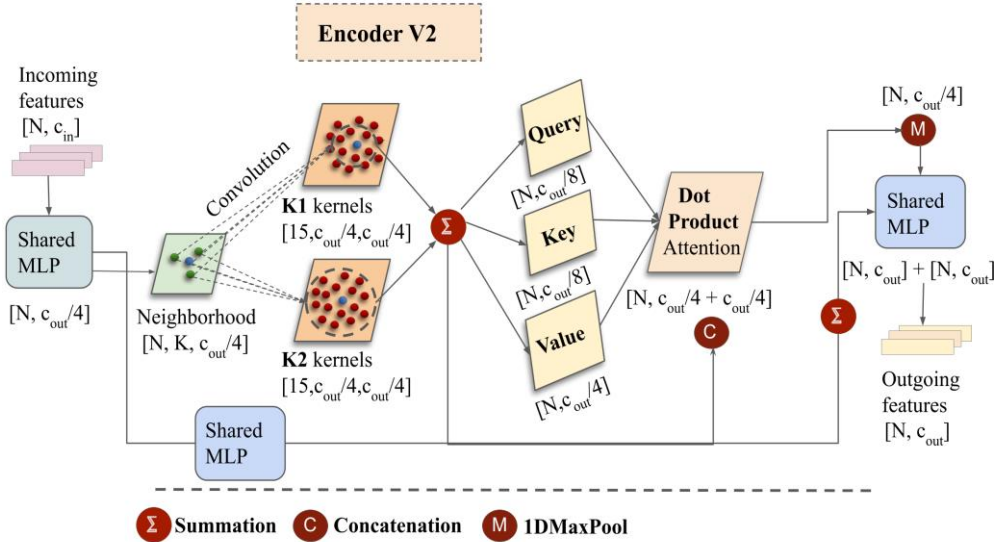 Encoder V2
Incoming
features
[N, c_in]
Shared
MLP
[N, c_out/4]
Convolution
Neighborhood
[N, K, c_out/4]
K1 kernels
[15,c_out/4,c_out/4]
K2 kernels
[15,c_out/4,c_out/4]
Shared
MLP
Σ
Query
[N,c_out/8]
Key
[N,c_out/8]
Value
[N,c_out/4]
Dot
Product
Attention
[N, c_out/4 + c_out/4]
C
[N, c_out/4]
M
Shared
MLP
[N, c_out] + [N, c_out]
Σ
Outgoing
features
[N, c_out]
Σ Summation
C Concatenation
M 1DMaxPool